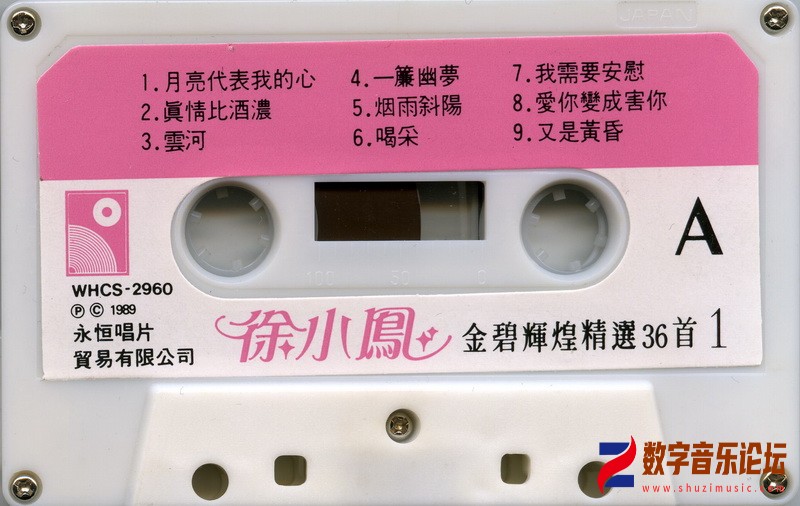 JAPAN
1.月亮代表我的心
2.眞情比酒濃
3.雲河
4.一簾幽夢
5.烟雨斜陽
6.喝采
7.我需要安慰
8.愛你變成害你
9.又是黃昏
A
WHCS-2960
Ⓟ Ⓒ 1989
永恒唱片
貿易有限公司
徐小鳳
金碧輝煌精選36首 1
100 50 0
数字音乐论坛
www.shuzimusic.com